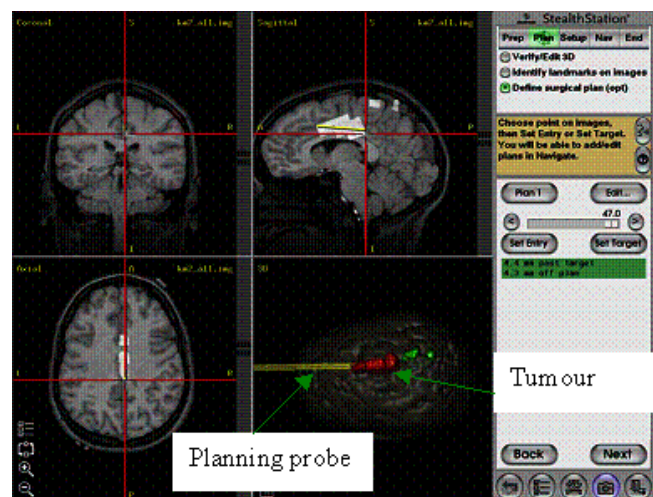 Coronal S km2.all.img
L R
I
Sagittal S km2.all.img
A P
I
Axial A km2.all.img
L R
P
3D
Tumour
Planning probe
StealthStation
Prep Plan Setup Nav End
Verify/Edit 3D
Identify landmarks on images
Define surgical plan (opt)
Choose point on images,
then Set Entry or Set Target.
You will be able to add/edit
plans in Navigate.
Plan 1 Edit...
47.0
< >
Set Entry Set Target
4.4 mm past target
4.3 mm off plan
Back Next